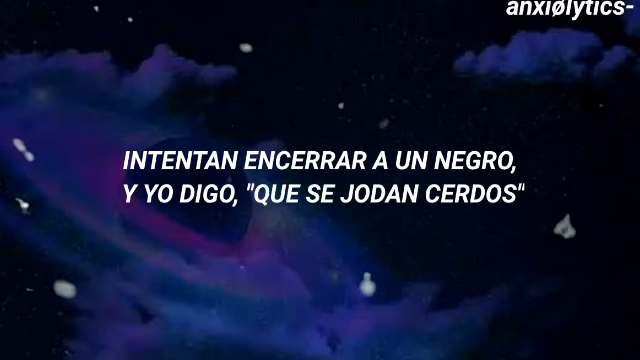 anxiølytics-
INTENTAN ENCERRAR A UN NEGRO,
Y YO DIGO, "QUE SE JODAN CERDOS"